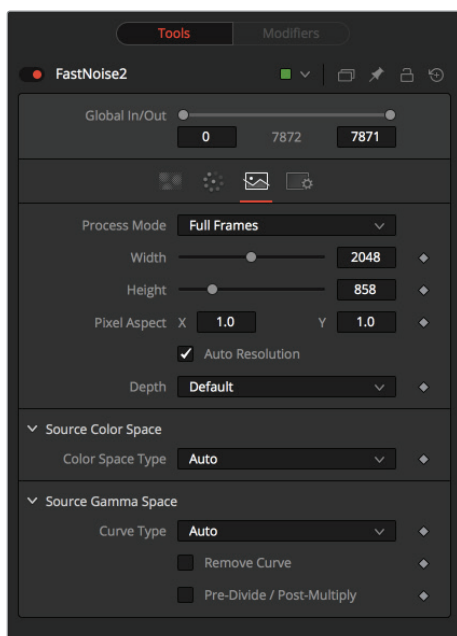 Tools Modifiers
FastNoise2
Global In/Out
0 7872 7871
Process Mode Full Frames
Width 2048
Height 858
Pixel Aspect X 1.0 Y 1.0
Auto Resolution
Depth Default
Source Color Space
Color Space Type Auto
Source Gamma Space
Curve Type Auto
Remove Curve
Pre-Divide / Post-Multiply